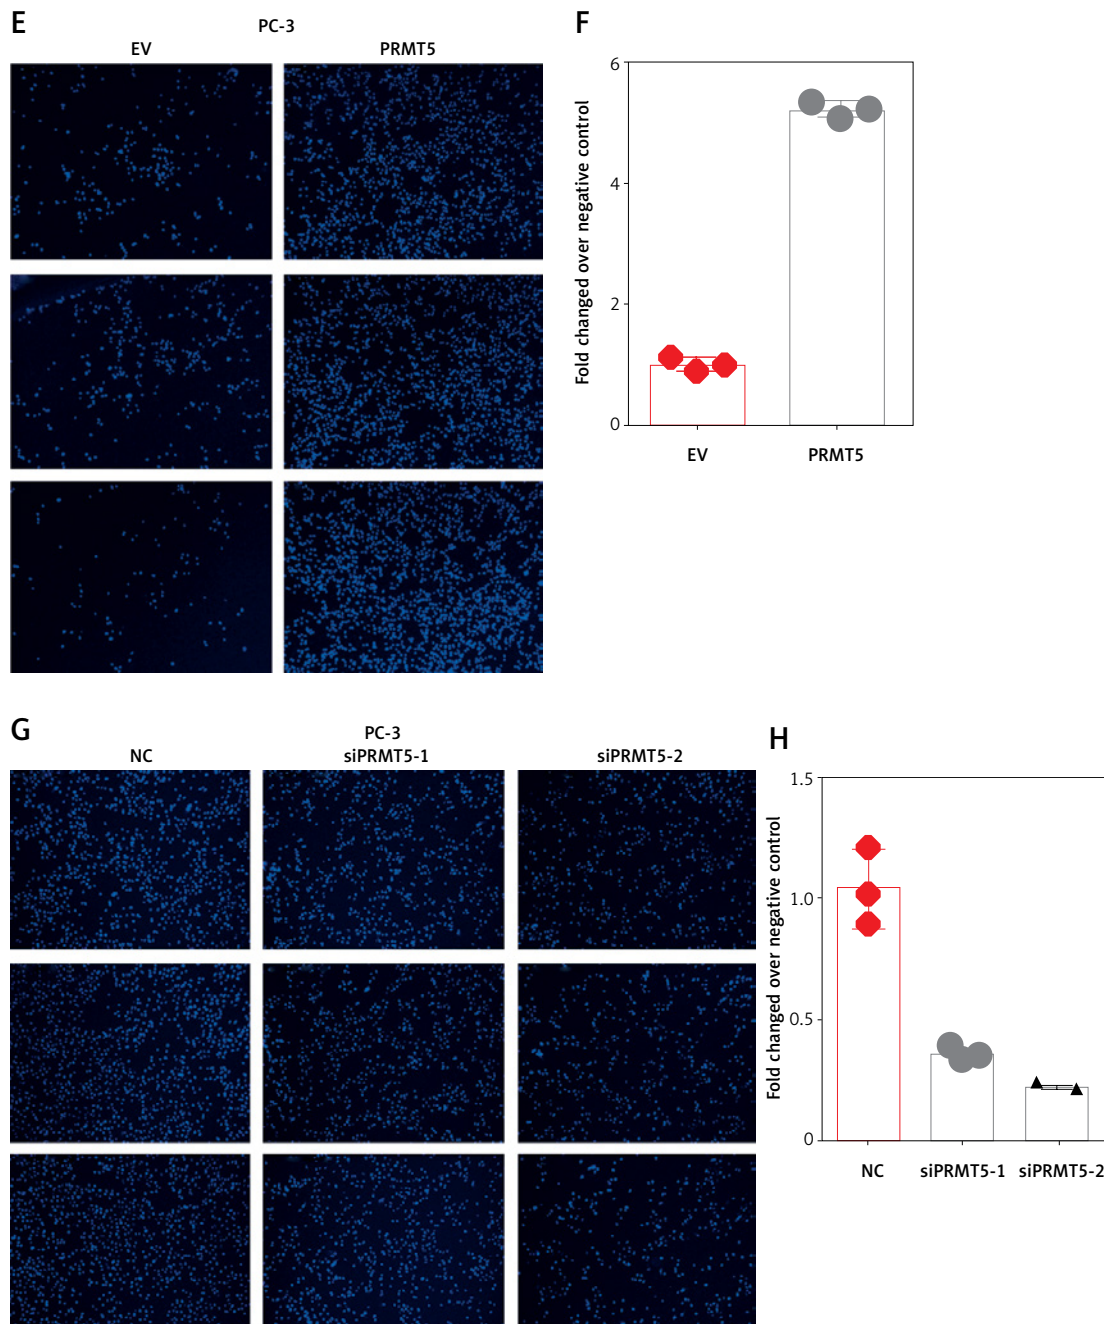 E
PC-3
EV
PRMT5
F
Fold changed over negative control
6
4
2
0
EV
PRMT5
G
PC-3
NC
siPRMT5-1
siPRMT5-2
H
Fold changed over negative control
1.5
1.0
0.5
0
NC
siPRMT5-1
siPRMT5-2